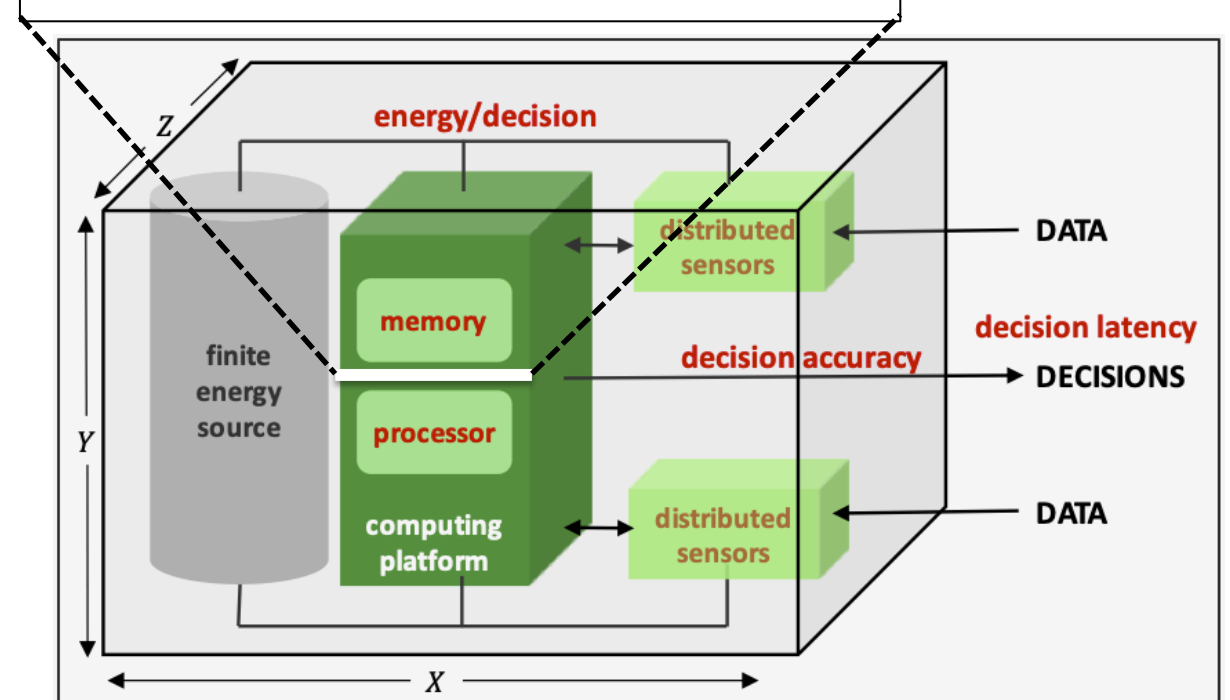 Z
energy/decision
distributed
sensors
DATA
memory
finite
energy
source
decision latency
decision accuracy
DECISIONS
processor
Y
computing
platform
distributed
sensors
DATA
X